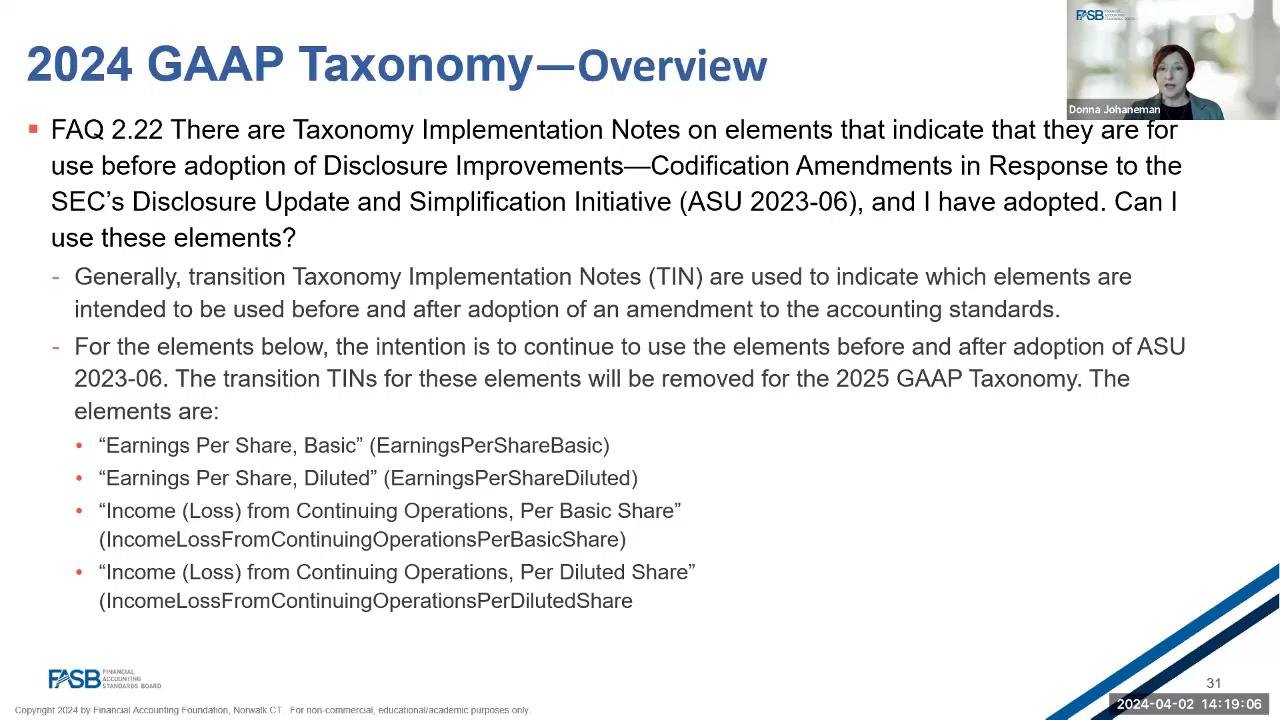 2024 GAAP Taxonomy—Overview
FASB
Donna Johaneman
▪ FAQ 2.22 There are Taxonomy Implementation Notes on elements that indicate that they are for
use before adoption of Disclosure Improvements—Codification Amendments in Response to the
SEC’s Disclosure Update and Simplification Initiative (ASU 2023-06), and I have adopted. Can I
use these elements?
- Generally, transition Taxonomy Implementation Notes (TIN) are used to indicate which elements are
intended to be used before and after adoption of an amendment to the accounting standards.
- For the elements below, the intention is to continue to use the elements before and after adoption of ASU
2023-06. The transition TINs for these elements will be removed for the 2025 GAAP Taxonomy. The
elements are:
• “Earnings Per Share, Basic” (EarningsPerShareBasic)
• “Earnings Per Share, Diluted” (EarningsPerShareDiluted)
• “Income (Loss) from Continuing Operations, Per Basic Share”
(IncomeLossFromContinuingOperationsPerBasicShare)
• “Income (Loss) from Continuing Operations, Per Diluted Share”
(IncomeLossFromContinuingOperationsPerDilutedShare
FASB FINANCIAL
ACCOUNTING
STANDARDS BOARD
31
2024-04-02 14:19:06
Copyright 2024 by Financial Accounting Foundation, Norwalk CT. For non-commercial, educational/academic purposes only.